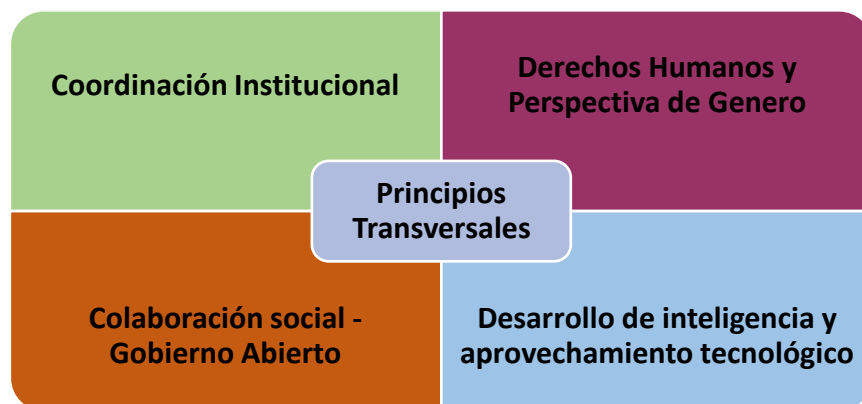 Coordinación Institucional
Derechos Humanos y
Perspectiva de Genero
Principios
Transversales
Colaboración social -
Gobierno Abierto
Desarrollo de inteligencia y
aprovechamiento tecnológico